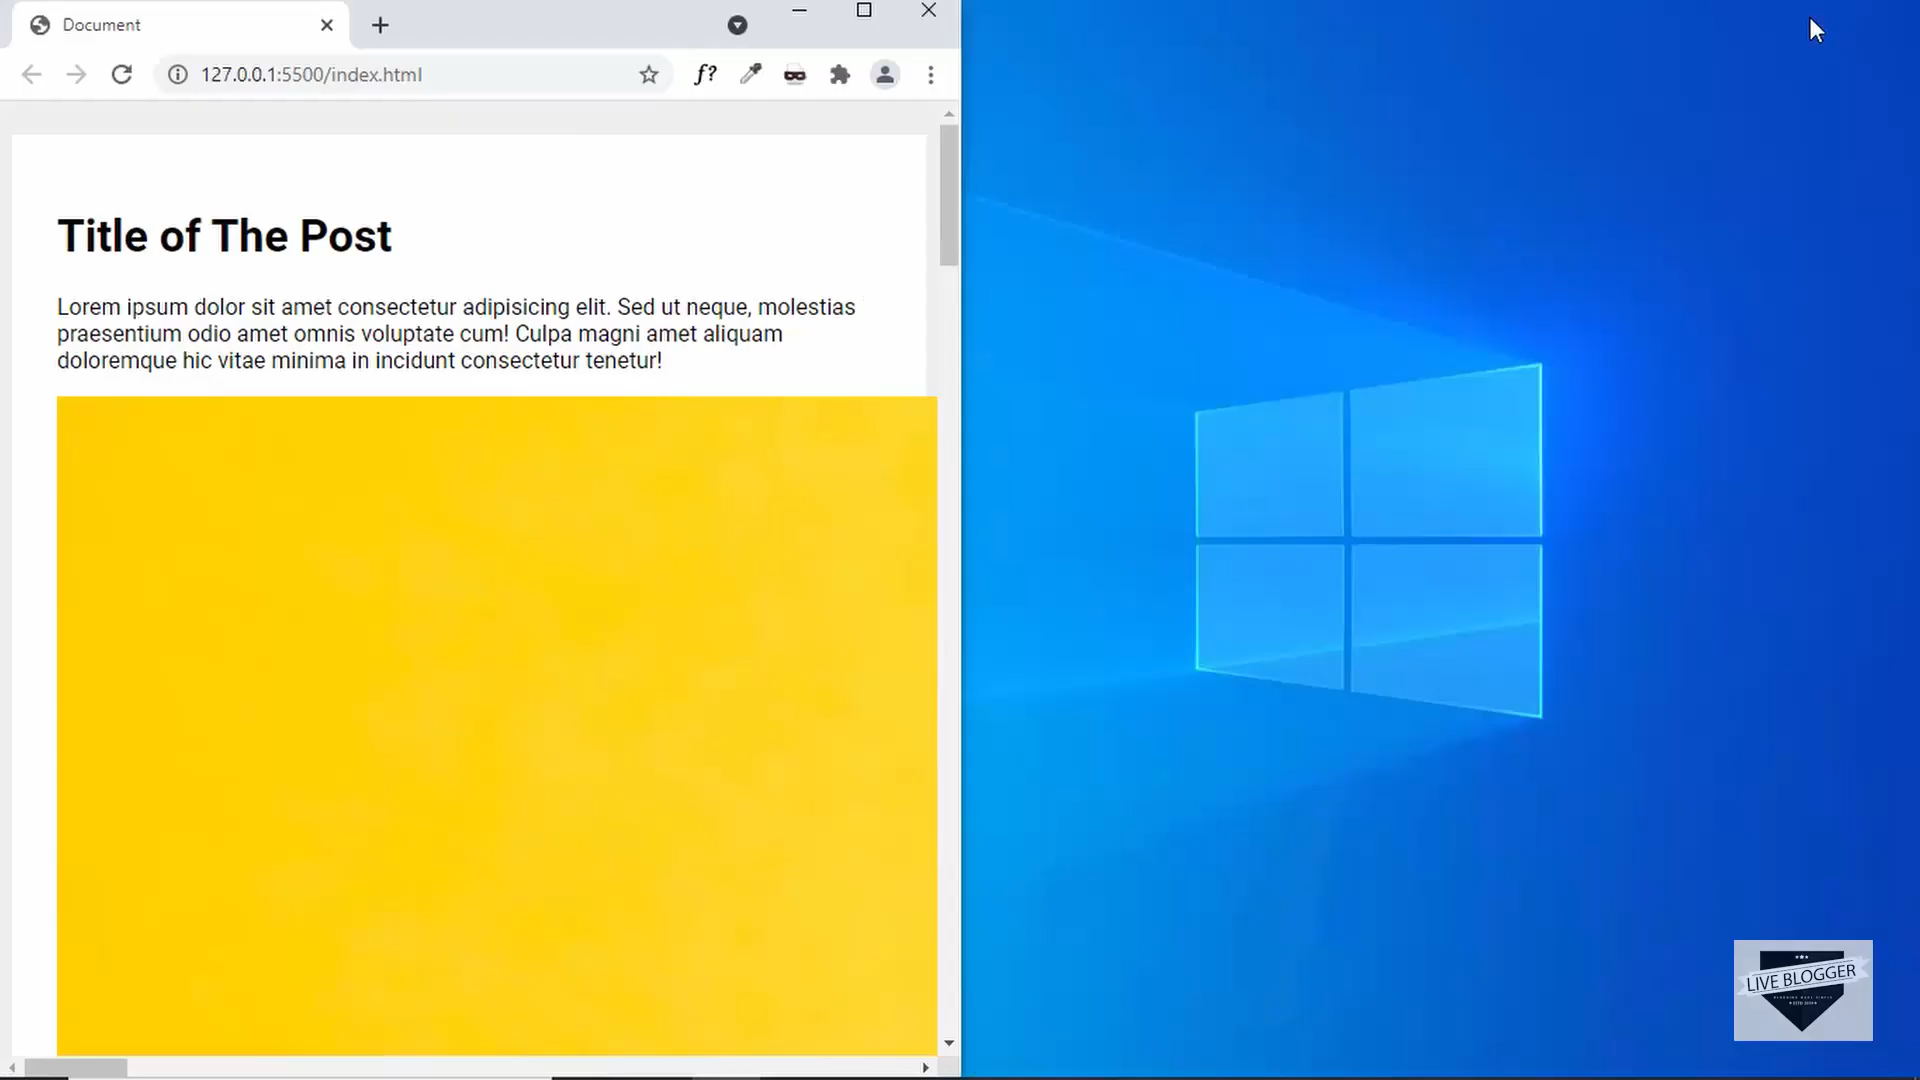 Document
127.0.0.1:5500/index.html
f?
Title of The Post
Lorem ipsum dolor sit amet consectetur adipisicing elit. Sed ut neque, molestias
praesentium odio amet omnis voluptate cum! Culpa magni amet aliquam
doloremque hic vitae minima in incidunt consectetur tenetur!
LIVE BLOGGER